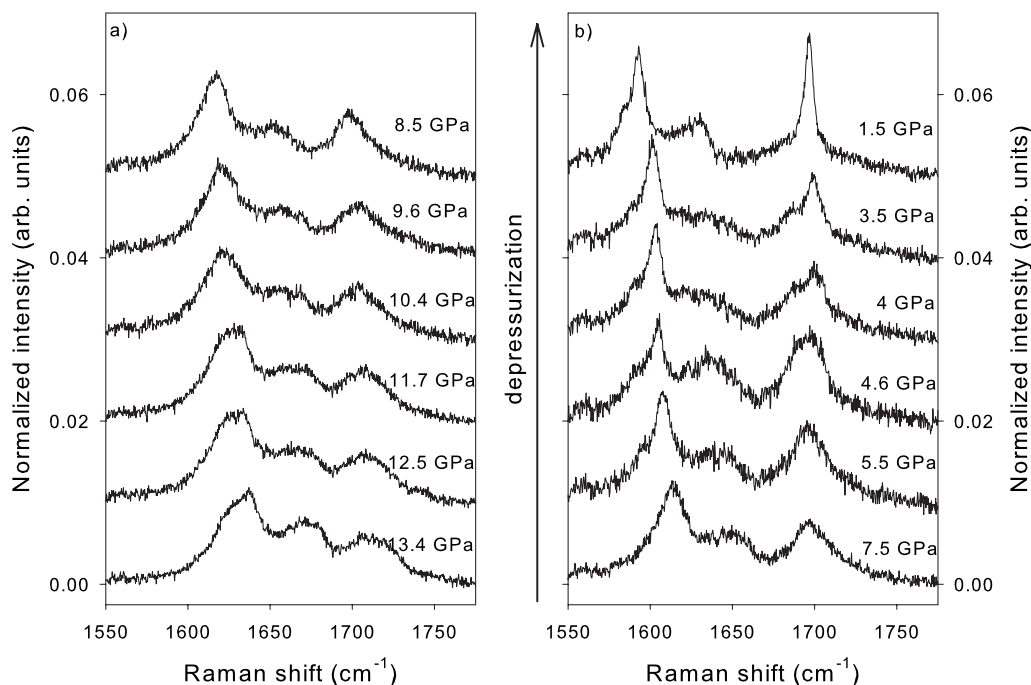 a)
Normalized intensity (arb. units)
0.06
0.04
0.02
0.00
8.5 GPa
9.6 GPa
10.4 GPa
11.7 GPa
12.5 GPa
13.4 GPa
1550 1600 1650 1700 1750
Raman shift (cm⁻¹)
depressurization
b)
1.5 GPa
3.5 GPa
4 GPa
4.6 GPa
5.5 GPa
7.5 GPa
0.06
0.04
0.02
0.00
Normalized intensity (arb. units)
1550 1600 1650 1700 1750
Raman shift (cm⁻¹)